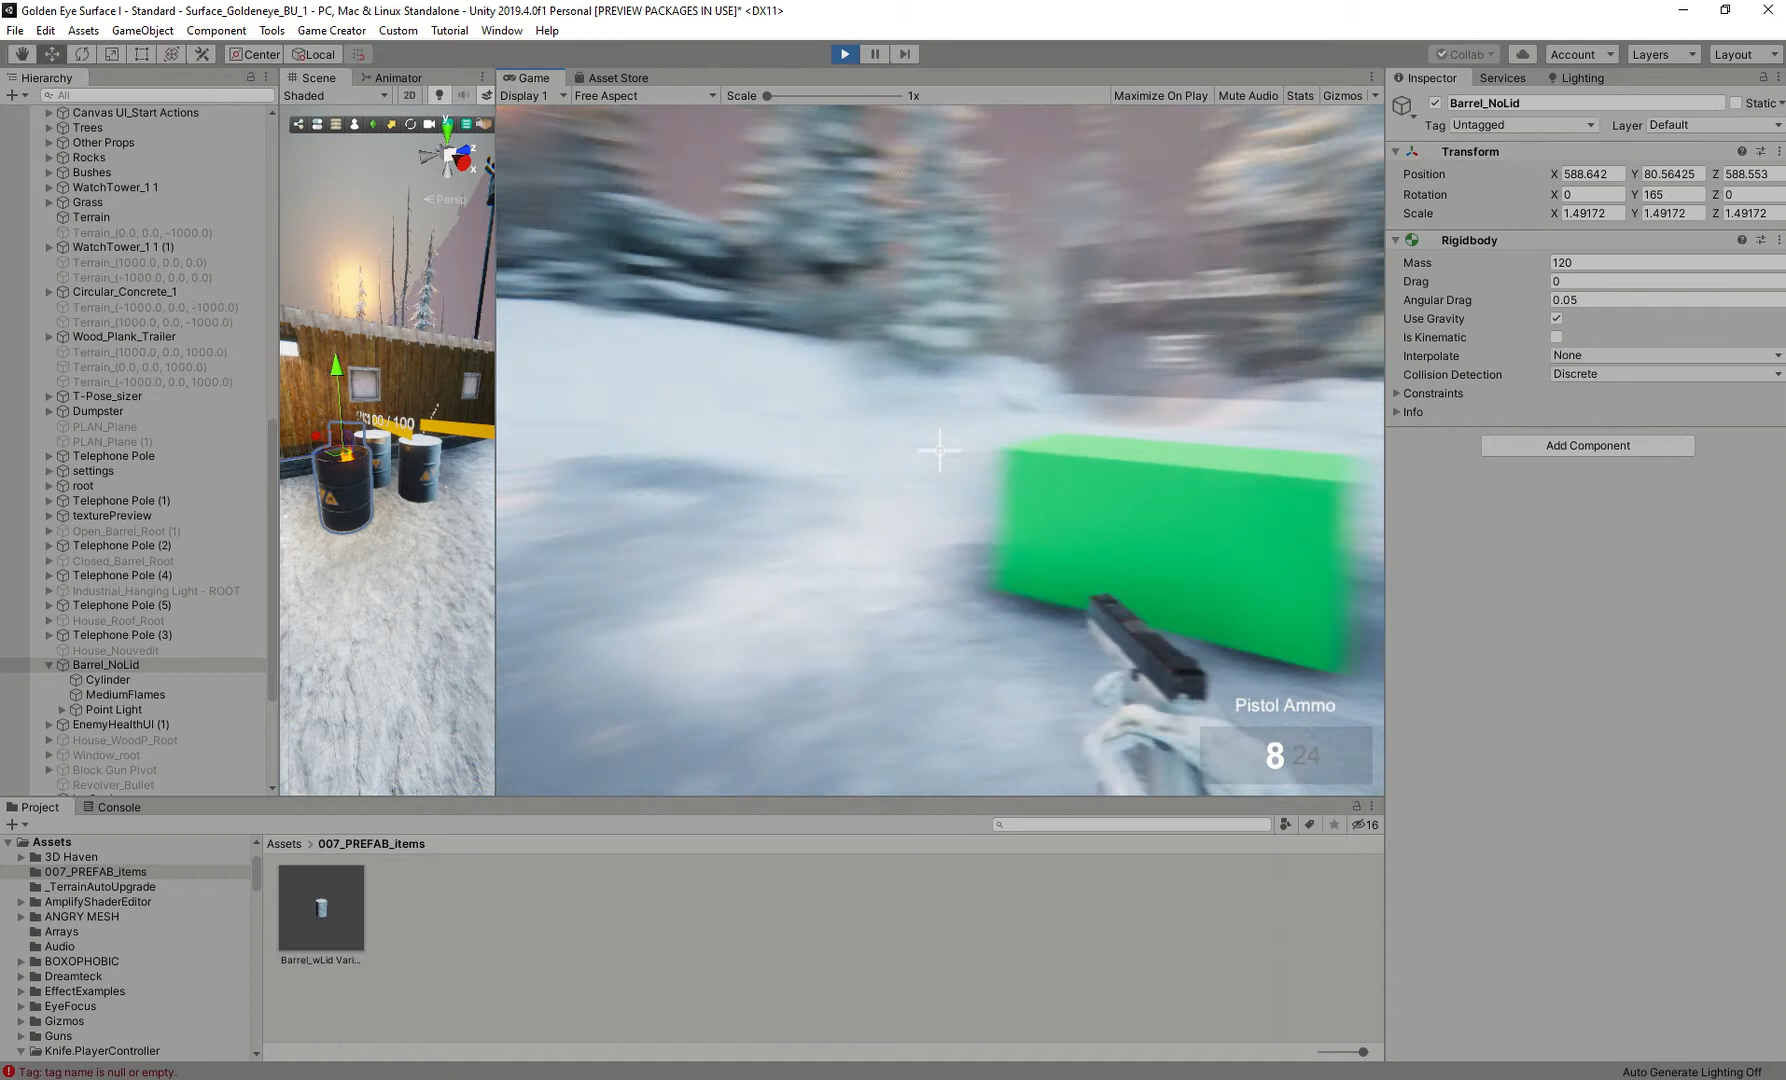 Golden Eye Surface I - Standard - Surface_Goldeneye_BU_1 - PC, Mac & Linux Standalone - Unity 2019.4.0f1 Personal [PREVIEW PACKAGES IN USE]* <DX11>
File Edit Assets GameObject Component Tools Game Creator Custom Tutorial Window Help
Center Local Collab Account Layers Layout
Hierarchy
All
Canvas UI_Start Actions
Trees
Other Props
Rocks
Bushes
WatchTower_1 1
Grass
Terrain
Terrain_(0.0, 0.0, -1000.0)
WatchTower_1 1 (1)
Terrain_(1000.0, 0.0, 0.0)
Terrain_(-1000.0, 0.0, 0.0)
Circular_Concrete_1
Terrain_(-1000.0, 0.0, -1000.0)
Terrain_(1000.0, 0.0, -1000.0)
Wood_Plank_Trailer
Terrain_(1000.0, 0.0, 1000.0)
Terrain_(0.0, 0.0, 1000.0)
Terrain_(-1000.0, 0.0, 1000.0)
T-Pose_sizer
Dumpster
PLAN_Plane
PLAN_Plane (1)
Telephone Pole
settings
root
Telephone Pole (1)
texturePreview
Open_Barrel_Root (1)
Telephone Pole (2)
Closed_Barrel_Root
Telephone Pole (4)
Industrial_Hanging Light - ROOT
Telephone Pole (5)
House_Roof_Root
Telephone Pole (3)
House_Nouvedit
Barrel_NoLid
Cylinder
MediumFlames
Point Light
EnemyHealthUI (1)
House_WoodP_Root
Window_root
Block Gun Pivot
Revolver_Bullet
Scene Animator
Shaded 2D
y
z
x
Persp
100 / 100
Game Asset Store
Display 1 Free Aspect Scale 1x Maximize On Play Mute Audio Stats Gizmos
Pistol Ammo
8 24
Inspector Services Lighting
Barrel_NoLid Static
Tag Untagged Layer Default
Transform
Position X 588.642 Y 80.56425 Z 588.553
Rotation X 0 Y 165 Z 0
Scale X 1.49172 Y 1.49172 Z 1.49172
Rigidbody
Mass 120
Drag 0
Angular Drag 0.05
Use Gravity
Is Kinematic
Interpolate None
Collision Detection Discrete
Constraints
Info
Add Component
Project Console
16
Assets
3D Haven
007_PREFAB_items
_TerrainAutoUpgrade
AmplifyShaderEditor
ANGRY MESH
Arrays
Audio
BOXOPHOBIC
Dreamteck
EffectExamples
EyeFocus
Gizmos
Guns
Knife.PlayerController
Assets > 007_PREFAB_items
Barrel_wLid Vari...
Tag: tag name is null or empty.
Auto Generate Lighting Off